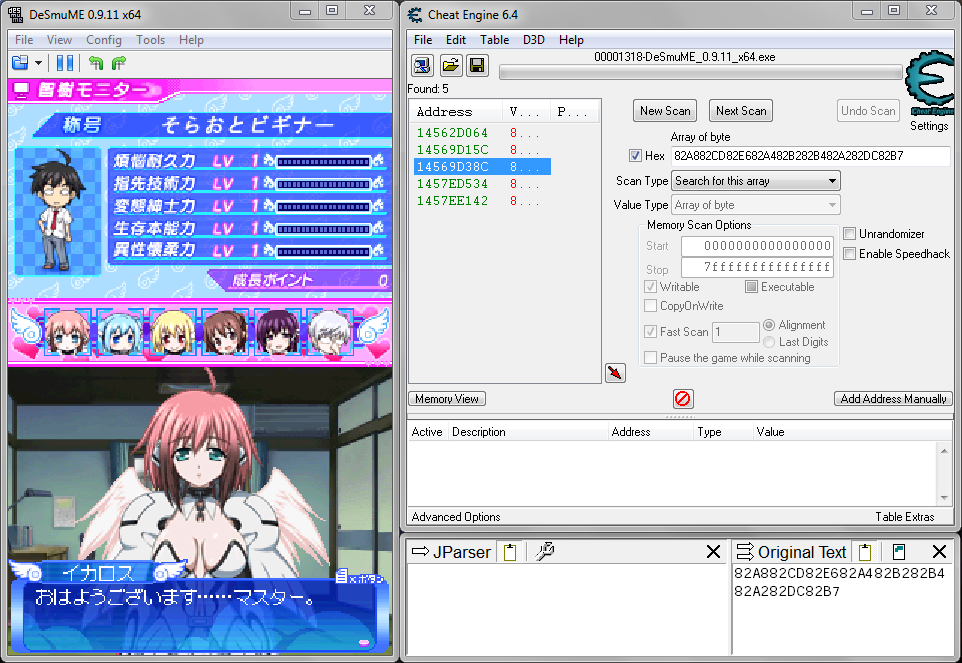 DeSmuME 0.9.11 x64
File View Config Tools Help
智樹モニター
称号 そらおとビギナー
煩悩耐久力 LV 1
指先技術力 LV 1
変態紳士力 LV 1
生存本能力 LV 1
異性懐柔力 LV 1
成長ポイント 0
イカロス
Xボタン
おはようございます……マスター。
Cheat Engine 6.4
File Edit Table D3D Help
00001318-DeSmuME_0.9.11_x64.exe
Found: 5
Address V... P...
14562D064 8...
14569D15C 8...
14569D38C 8...
1457ED534 8...
1457EE142 8...
New Scan Next Scan Undo Scan
Cheat Engine
Settings
Array of byte
Hex 82A882CD82E682A482B282B482A282DC82B7
Scan Type Search for this array
Value Type Array of byte
Memory Scan Options
Start 0000000000000000
Stop 7fffffffffffffff
Writable Executable
CopyOnWrite
Fast Scan 1 Alignment
Last Digits
Pause the game while scanning
Unrandomizer
Enable Speedhack
Memory View
Add Address Manually
Active Description Address Type Value
Advanced Options Table Extras
JParser
Original Text
82A882CD82E682A482B282B4
82A282DC82B7